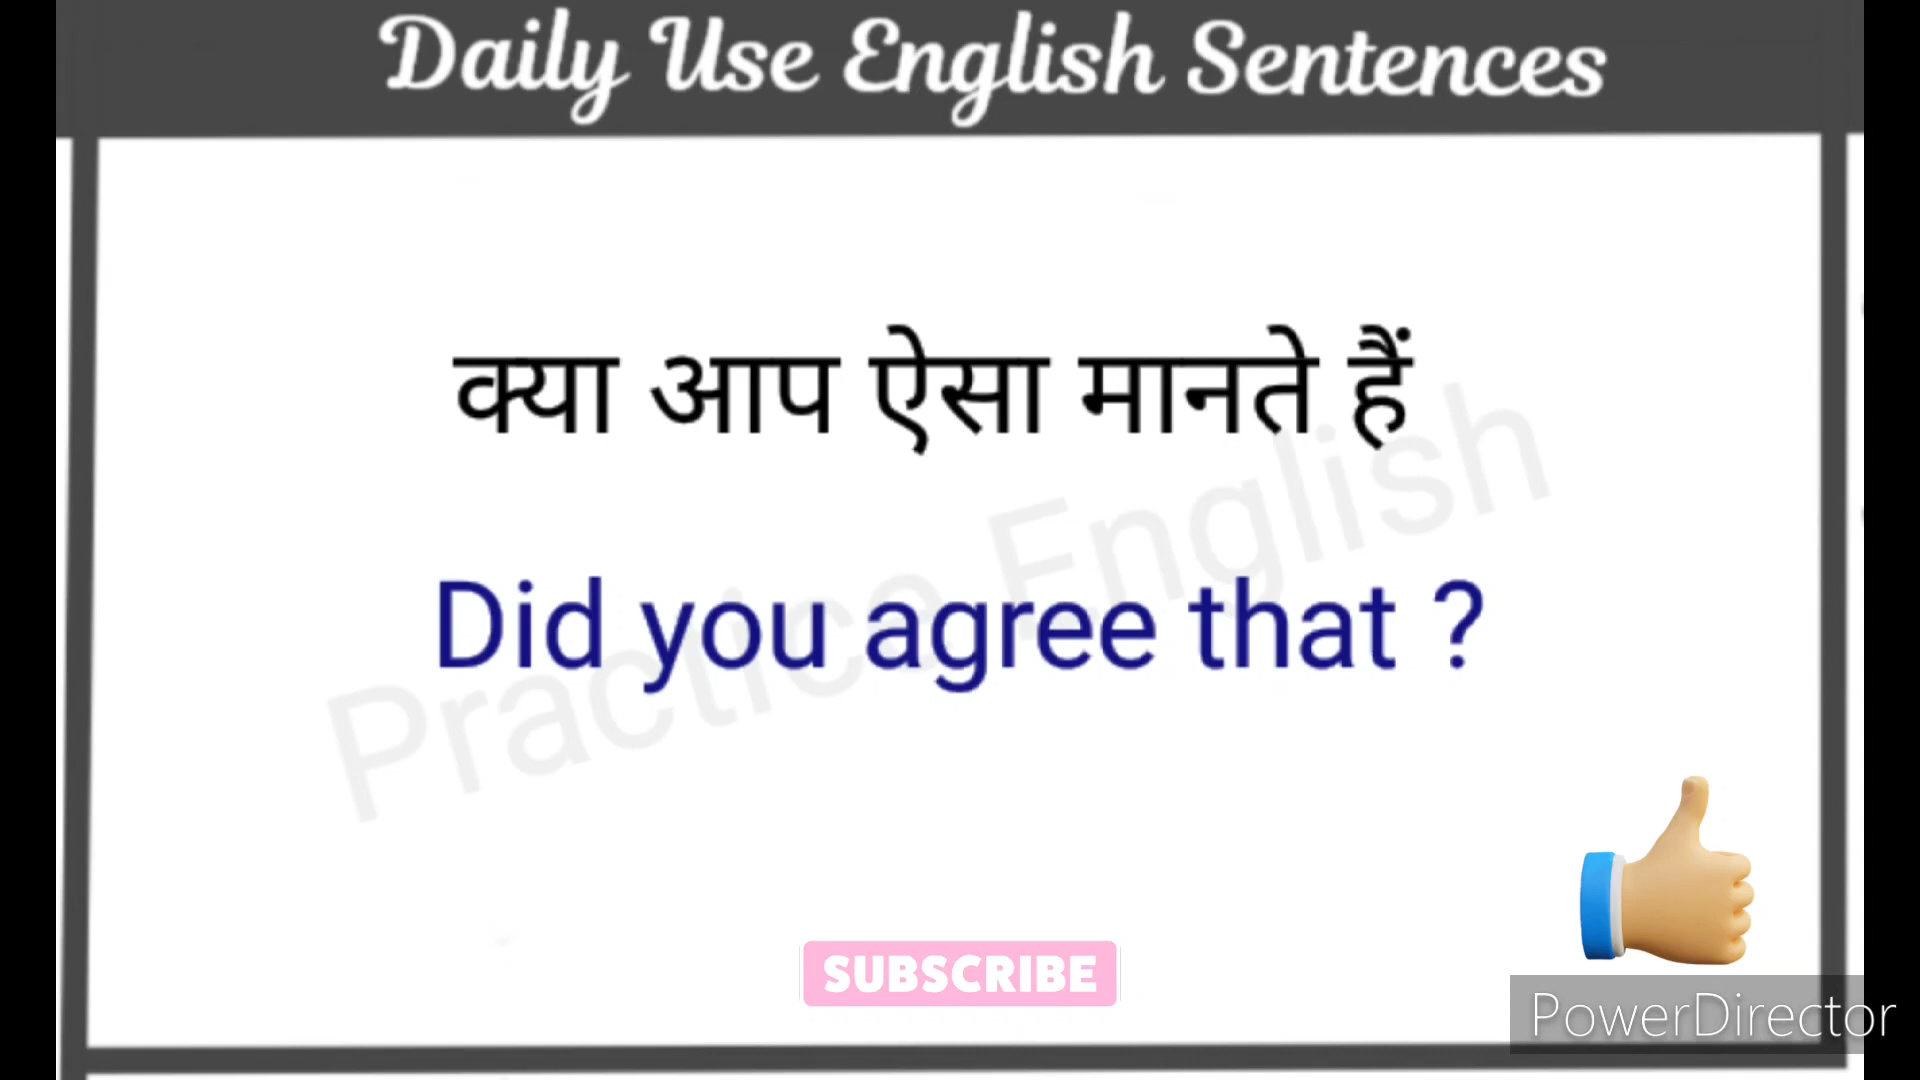 Daily Use English Sentences
क्या आप ऐसा मानते हैं
Did you agree that ?
Practice English
SUBSCRIBE
PowerDirector